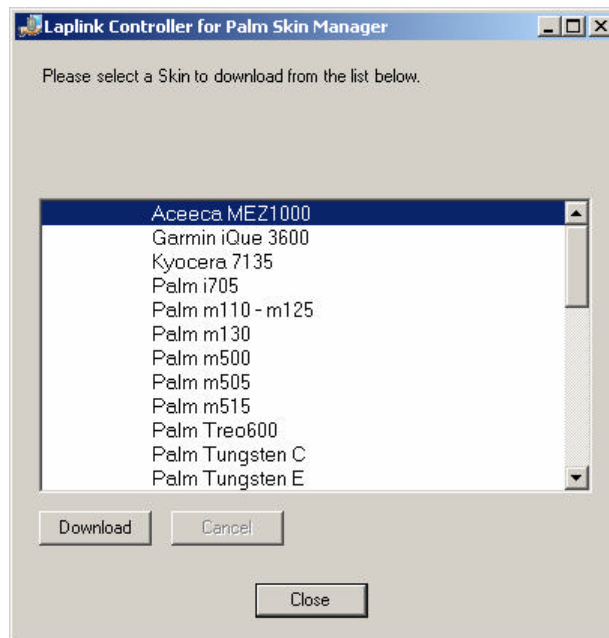 Laplink Controller for Palm Skin Manager
Please select a Skin to download from the list below.
Aceeca MEZ1000
Garmin iQue 3600
Kyocera 7135
Palm i705
Palm m110 - m125
Palm m130
Palm m500
Palm m505
Palm m515
Palm Treo600
Palm Tungsten C
Palm Tungsten E
Download Cancel
Close